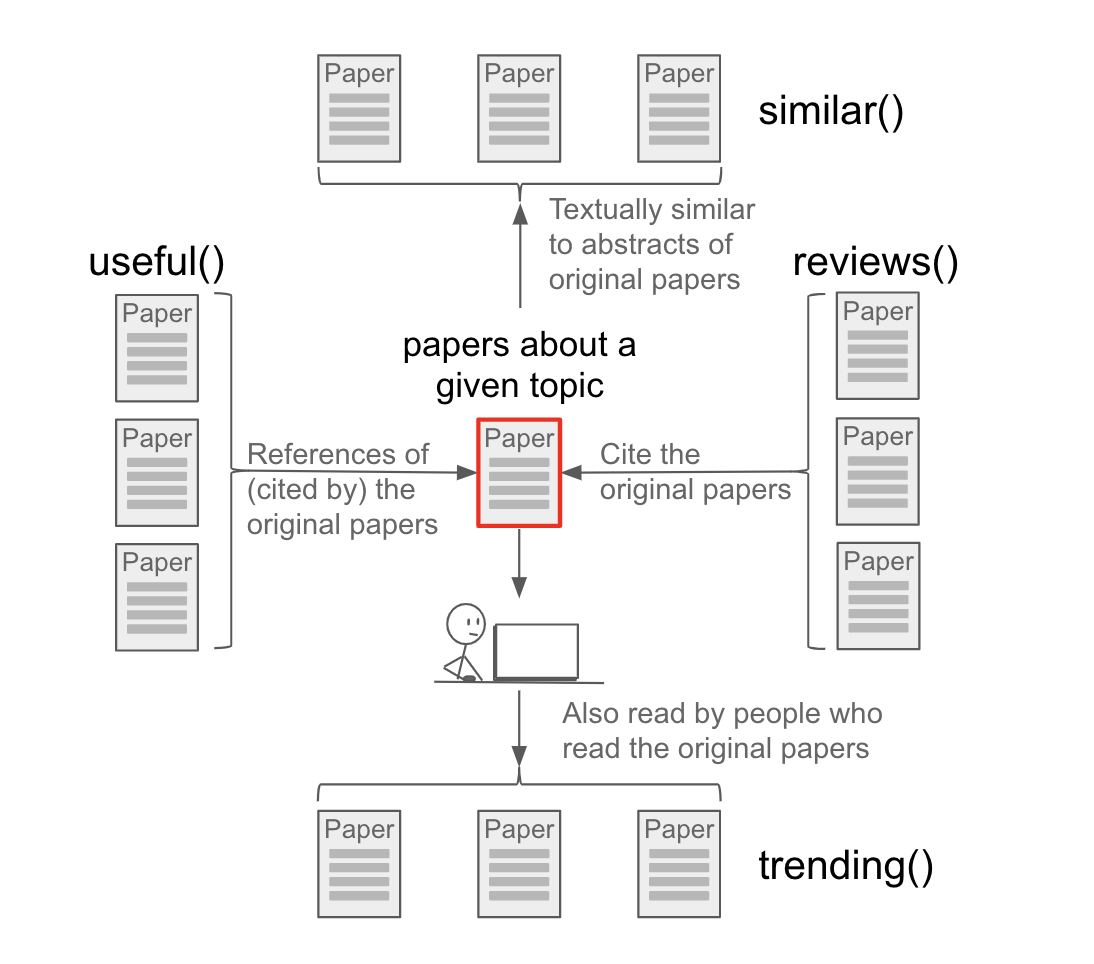 Paper
Paper
Paper
similar()
Textually similar
to abstracts of
original papers
useful()
Paper
Paper
Paper
References of
(cited by) the
original papers
papers about a
given topic
Paper
Cite the
original papers
reviews()
Paper
Paper
Paper
Also read by people who
read the original papers
Paper
Paper
Paper
trending()